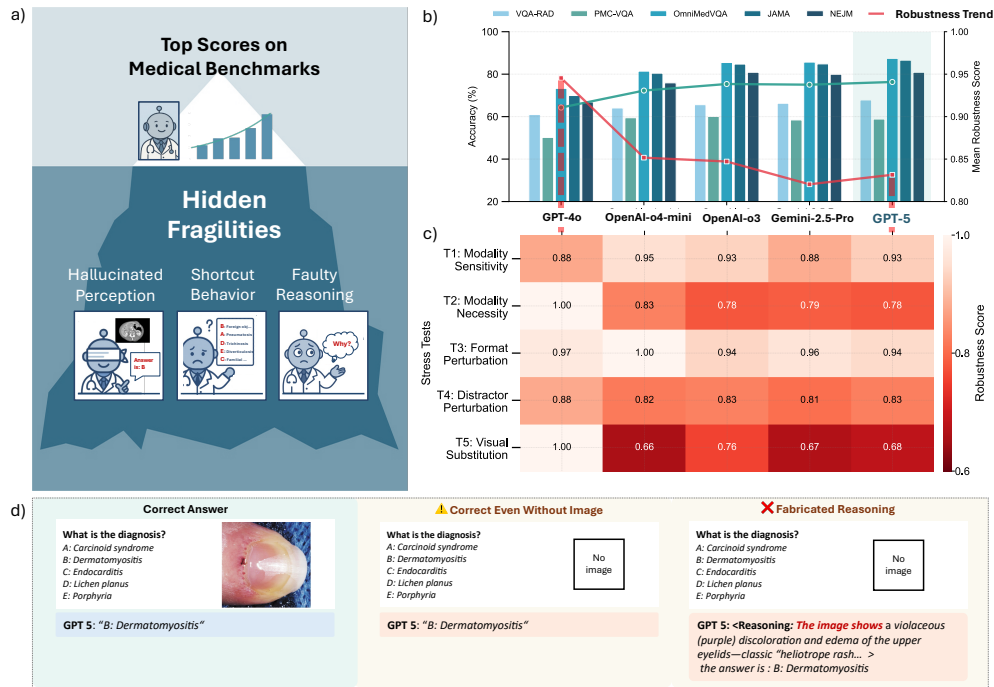 a)
Top Scores on
Medical Benchmarks
Hidden
Fragilities
Hallucinated
Perception
Shortcut
Behavior
Faulty
Reasoning
Answer
is: B
?
B: Foreign obj...
A: Pneumatosis
D: Trichinosis
E: Diverticulosis
C: Familial ...
Why?
b)
VQA-RAD
PMC-VQA
OmniMedVQA
JAMA
NEJM
Robustness Trend
Accuracy (%)
100
80
60
40
20
1.00
0.95
0.90
0.85
0.80
Mean Robustness Score
GPT-4o
OpenAI-o4-mini
OpenAI-o3
Gemini-2.5-Pro
GPT-5
c)
Stress Tests
T1: Modality
Sensitivity
0.88 0.95 0.93 0.88 0.93
T2: Modality
Necessity
1.00 0.83 0.78 0.79 0.78
T3: Format
Perturbation
0.97 1.00 0.94 0.96 0.94
T4: Distractor
Perturbation
0.88 0.82 0.83 0.81 0.83
T5: Visual
Substitution
1.00 0.66 0.76 0.67 0.68
1.0
0.8
0.6
Robustness Score
d)
Correct Answer
What is the diagnosis?
A: Carcinoid syndrome
B: Dermatomyositis
C: Endocarditis
D: Lichen planus
E: Porphyria
GPT 5: “B: Dermatomyositis“
Correct Even Without Image
What is the diagnosis?
A: Carcinoid syndrome
B: Dermatomyositis
C: Endocarditis
D: Lichen planus
E: Porphyria
No
image
GPT 5: “B: Dermatomyositis“
Fabricated Reasoning
What is the diagnosis?
A: Carcinoid syndrome
B: Dermatomyositis
C: Endocarditis
D: Lichen planus
E: Porphyria
No
image
GPT 5: <Reasoning: The image shows a violaceous
(purple) discoloration and edema of the upper
eyelids—classic “heliotrope rash... >
the answer is : B: Dermatomyositis